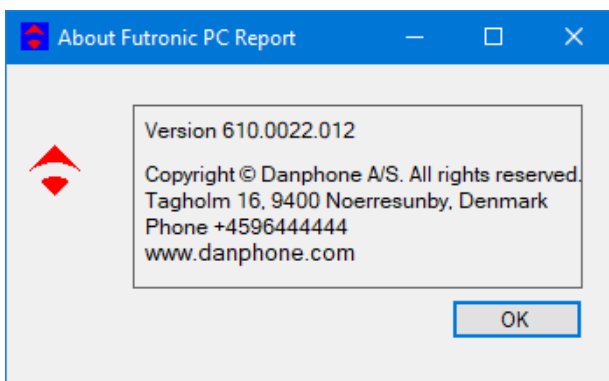 About Futronic PC Report
Version 610.0022.012
Copyright © Danphone A/S. All rights reserved.
Tagholm 16, 9400 Noerresunby, Denmark
Phone +4596444444
www.danphone.com
OK